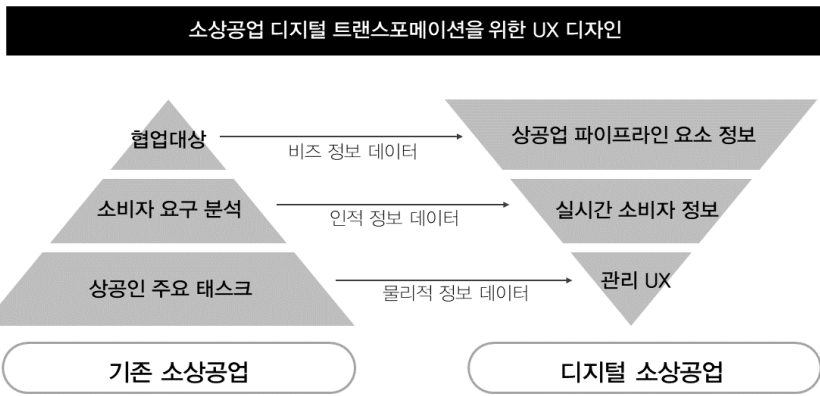 소상공업 디지털 트랜스포메이션을 위한 UX 디자인
협업대상
비즈 정보 데이터
상공업 파이프라인 요소 정보
소비자 요구 분석
인적 정보 데이터
실시간 소비자 정보
상공인 주요 태스크
물리적 정보 데이터
관리 UX
기존 소상공업
디지털 소상공업